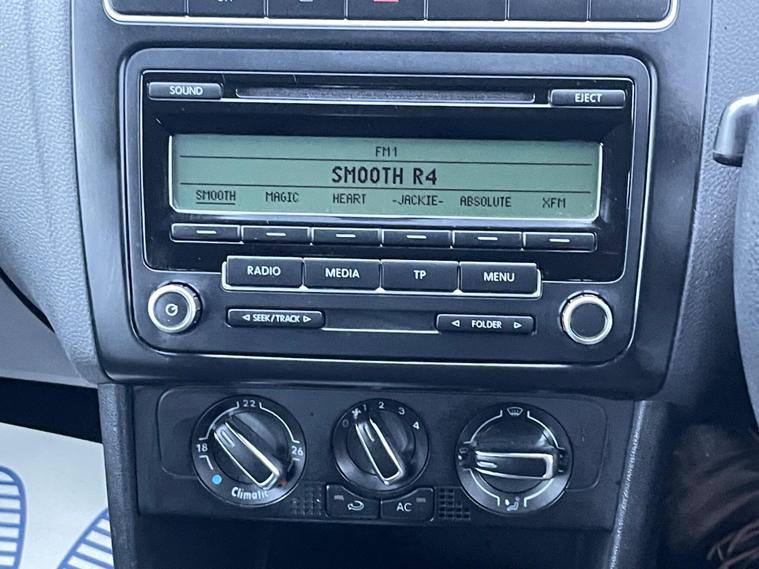 SOUND
EJECT
FM1
SMOOTH R4
SMOOTH MAGIC HEART -JACKIE- ABSOLUTE XFM
RADIO MEDIA TP MENU
◁ SEEK/TRACK ▷
◁ FOLDER ▷
22
18 26
Climatic
0 1 2 3 4
AC